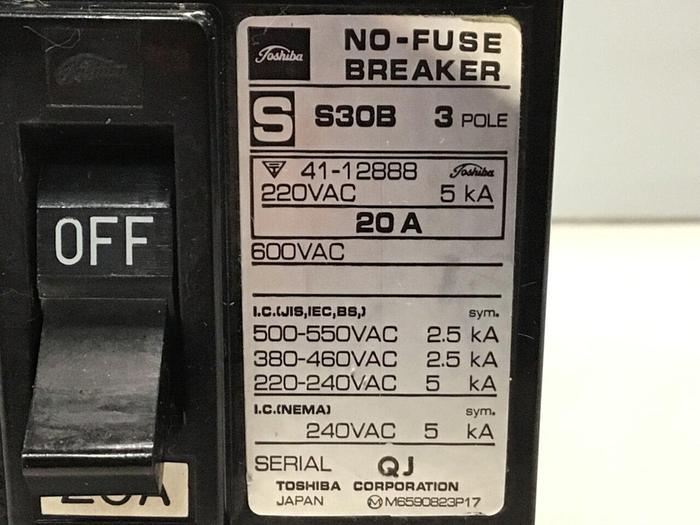 Toshiba
NO-FUSE
BREAKER
S S30B 3 POLE
41-12888 Toshiba
220VAC 5 kA
20 A
600VAC
I.C.(JIS,IEC,BS,) sym.
500-550VAC 2.5 kA
380-460VAC 2.5 kA
220-240VAC 5 kA
I.C.(NEMA) sym.
240VAC 5 kA
SERIAL QJ
TOSHIBA CORPORATION
JAPAN M M6590823P17
OFF
20A